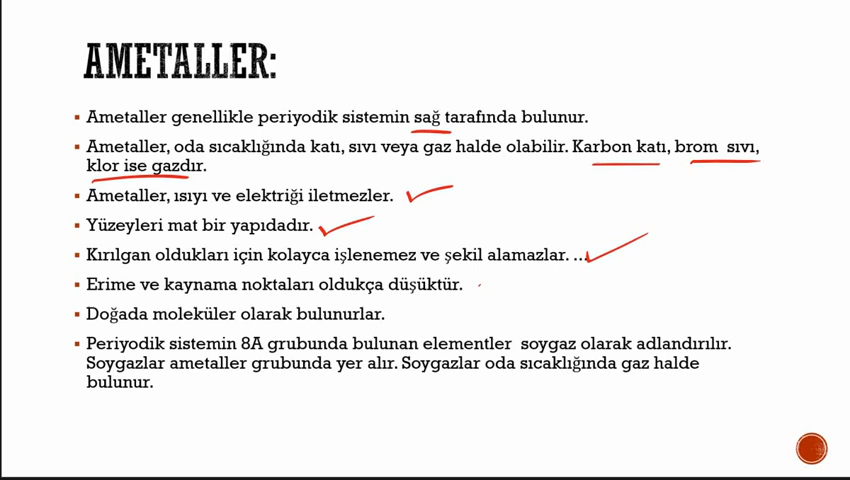 AMETALLER:
▪ Ametaller genellikle periyodik sistemin sağ tarafında bulunur.
▪ Ametaller, oda sıcaklığında katı, sıvı veya gaz halde olabilir. Karbon katı, brom sıvı,
klor ise gazdır.
▪ Ametaller, ısıyı ve elektriği iletmezler.
▪ Yüzeyleri mat bir yapıdadır.
▪ Kırılgan oldukları için kolayca işlenemez ve şekil alamazlar. ...
▪ Erime ve kaynama noktaları oldukça düşüktür.
▪ Doğada moleküler olarak bulunurlar.
▪ Periyodik sistemin 8A grubunda bulunan elementler soygaz olarak adlandırılır.
Soygazlar ametaller grubunda yer alır. Soygazlar oda sıcaklığında gaz halde
bulunur.